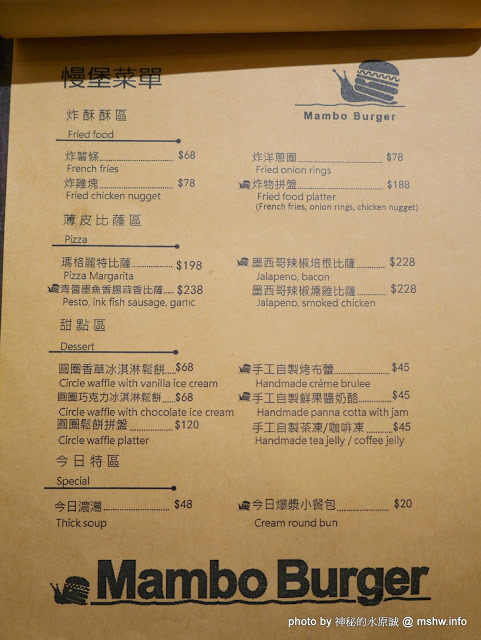 慢堡菜單
Mambo Burger
炸酥酥區
Fried food
炸薯條 $68
French fries
炸雞塊 $78
Fried chicken nugget
炸洋蔥圈 $78
Fried onion rings
炸物拼盤 $188
Fried food platter
(French fries, onion rings, chicken nugget)
薄皮比薩區
Pizza
瑪格麗特比薩 $198
Pizza Margarita
青醬墨魚香腸蒜香比薩 $238
Pesto, ink fish sausage, garlic
墨西哥辣椒培根比薩 $228
Jalapeno, bacon
墨西哥辣椒燻雞比薩 $228
Jalapeno, smoked chicken
甜點區
Dessert
圓圈香草冰淇淋鬆餅 $68
Circle waffle with vanilla ice cream
圓圈巧克力冰淇淋鬆餅 $68
Circle waffle with chocolate ice cream
圓圈鬆餅拼盤 $120
Circle waffle platter
手工自製烤布蕾 $45
Handmade crème brulee
手工自製鮮果醬奶酪 $45
Handmade panna cotta with jam
手工自製茶凍/咖啡凍 $45
Handmade tea jelly / coffee jelly
今日特區
Special
今日濃湯 $48
Thick soup
今日爆漿小餐包 $20
Cream round bun
Mambo Burger
photo by 神秘的水原誠 @ mshw.info